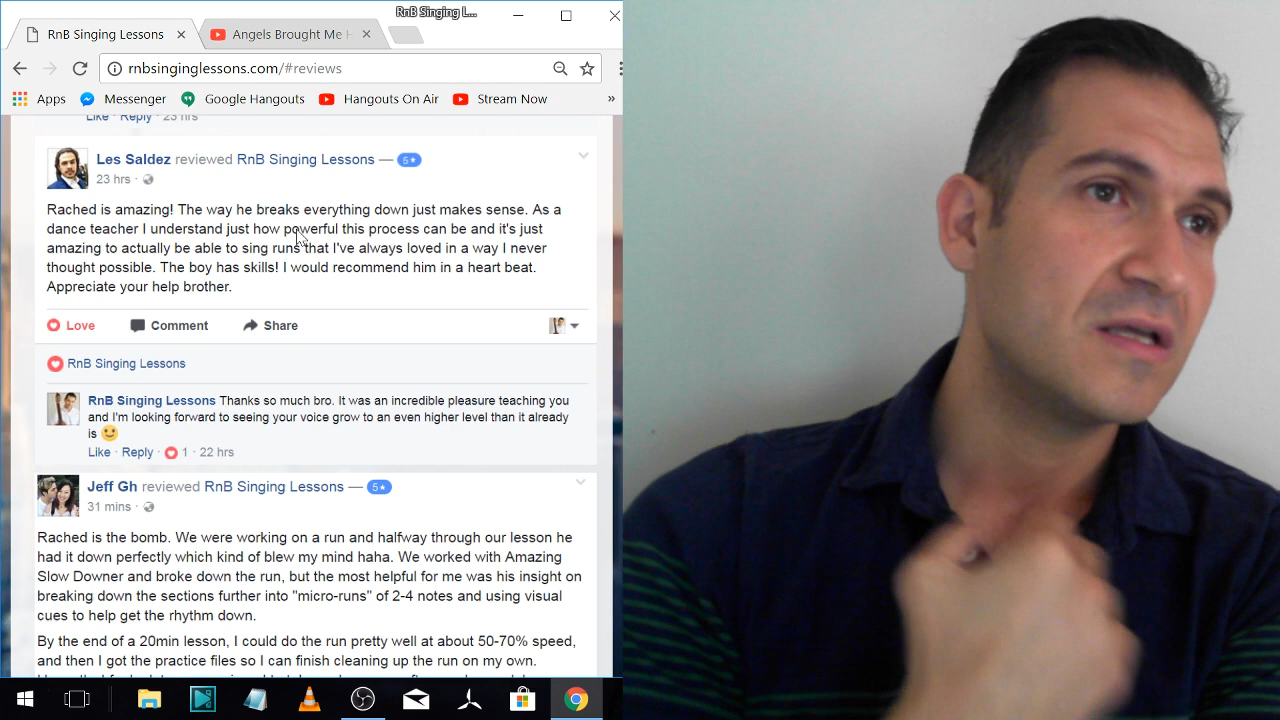 RnB Singing L...
RnB Singing Lessons
Angels Brought Me H
rnbsinginglessons.com/#reviews
Apps Messenger Google Hangouts Hangouts On Air Stream Now »
Like · Reply · 23 hrs
Les Saldez reviewed RnB Singing Lessons — 5★
23 hrs ·
Rached is amazing! The way he breaks everything down just makes sense. As a
dance teacher I understand just how powerful this process can be and it's just
amazing to actually be able to sing runs that I've always loved in a way I never
thought possible. The boy has skills! I would recommend him in a heart beat.
Appreciate your help brother.
Love Comment Share
RnB Singing Lessons
RnB Singing Lessons Thanks so much bro. It was an incredible pleasure teaching you
and I'm looking forward to seeing your voice grow to an even higher level than it already
is
Like · Reply · 1 · 22 hrs
Jeff Gh reviewed RnB Singing Lessons — 5★
31 mins ·
Rached is the bomb. We were working on a run and halfway through our lesson he
had it down perfectly which kind of blew my mind haha. We worked with Amazing
Slow Downer and broke down the run, but the most helpful for me was his insight on
breaking down the sections further into "micro-runs" of 2-4 notes and using visual
cues to help get the rhythm down.
By the end of a 20min lesson, I could do the run pretty well at about 50-70% speed,
and then I got the practice files so I can finish cleaning up the run on my own.